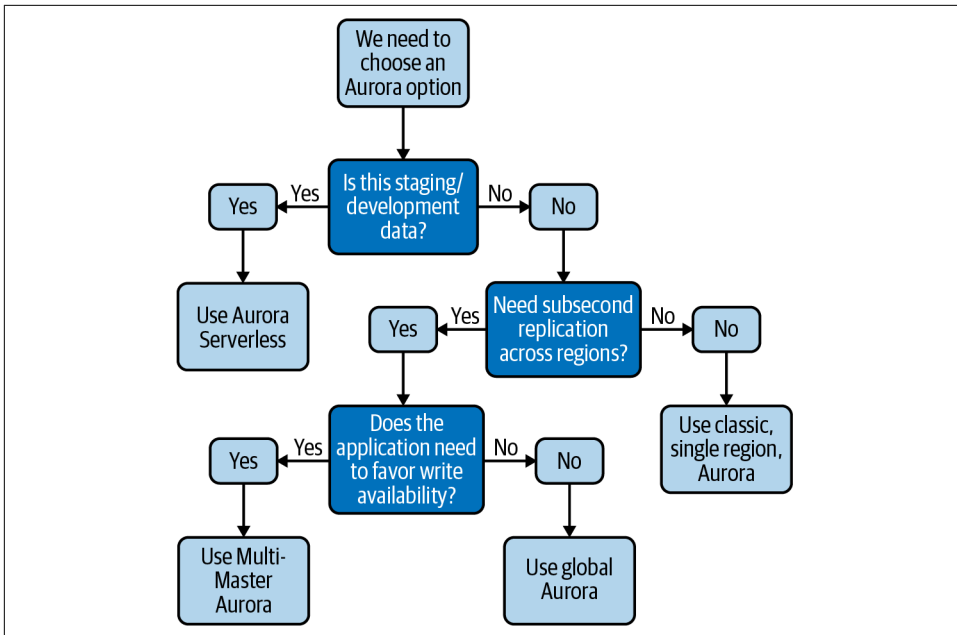 We need to
choose an
Aurora option
Is this staging/
development
data?
Yes
No
Yes
No
Use Aurora
Serverless
Need subsecond
replication
across regions?
Yes
No
Yes
No
Use classic,
single region,
Aurora
Does the
application need
to favor write
availability?
Yes
No
Yes
No
Use Multi-
Master
Aurora
Use global
Aurora